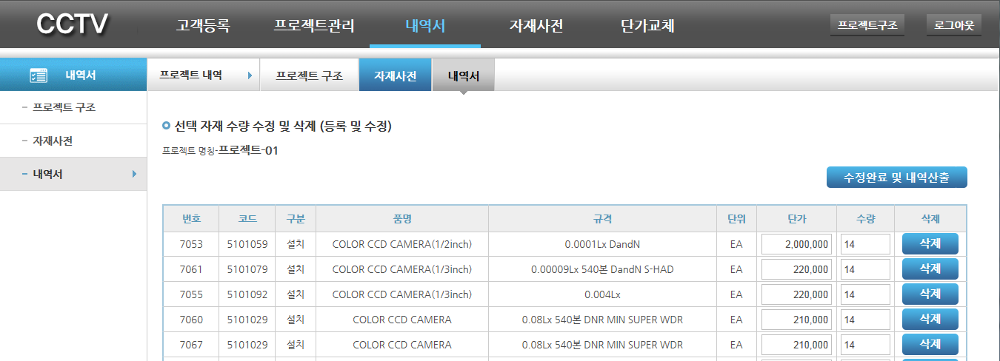 CCTV 고객등록 프로젝트관리 내역서 자재사전 단가교체 프로젝트구조 로그아웃
내역서 프로젝트 내역 프로젝트 구조 자재사전 내역서
프로젝트 구조
자재사전
내역서
선택 자재 수량 수정 및 삭제 (등록 및 수정)
프로젝트 명칭-프로젝트-01
수정완료 및 내역산출
번호 코드 구분 품명 규격 단위 단가 수량 삭제
7053 5101059 설치 COLOR CCD CAMERA(1/2inch) 0.0001Lx DandN EA 2,000,000 14 삭제
7061 5101079 설치 COLOR CCD CAMERA(1/3inch) 0.00009Lx 540본 DandN S-HAD EA 220,000 14 삭제
7055 5101092 설치 COLOR CCD CAMERA(1/3inch) 0.004Lx EA 220,000 14 삭제
7060 5101029 설치 COLOR CCD CAMERA 0.08Lx 540본 DNR MIN SUPER WDR EA 210,000 14 삭제
7067 5101029 설치 COLOR CCD CAMERA 0.08Lx 540본 DNR MIN SUPER WDR EA 210,000 14 삭제